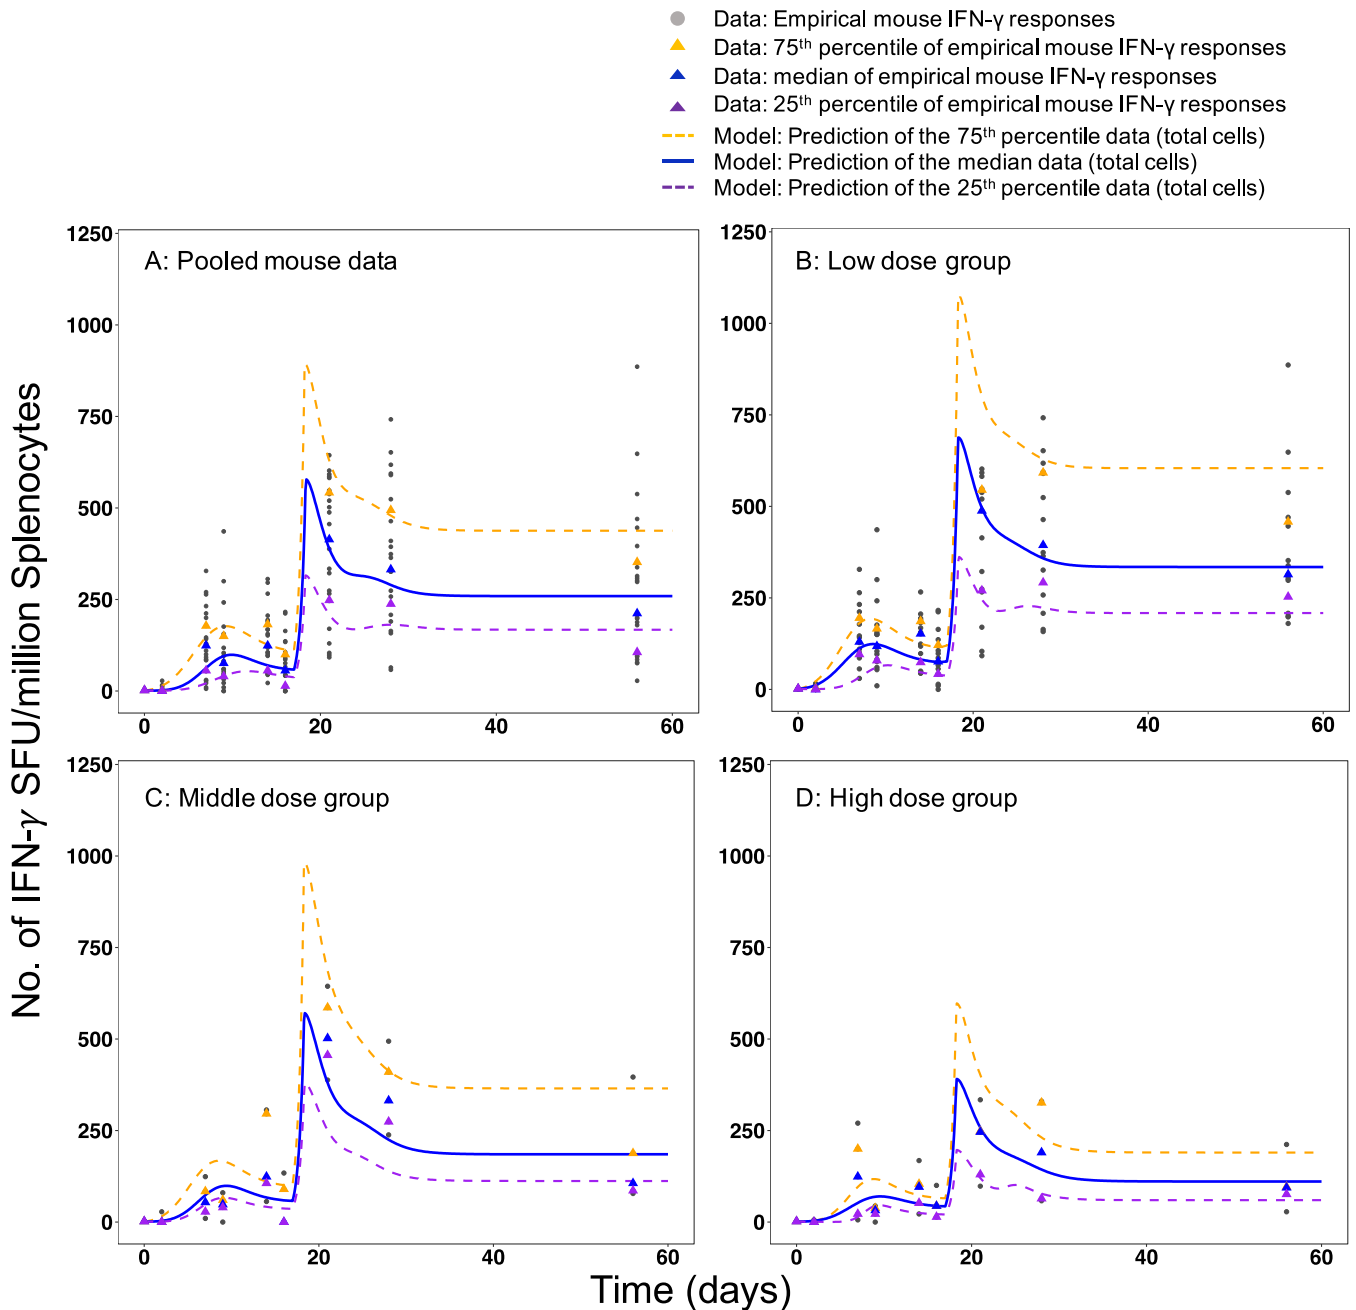 Data: Empirical mouse IFN-γ responses
Data: 75th percentile of empirical mouse IFN-γ responses
Data: median of empirical mouse IFN-γ responses
Data: 25th percentile of empirical mouse IFN-γ responses
Model: Prediction of the 75th percentile data (total cells)
Model: Prediction of the median data (total cells)
Model: Prediction of the 25th percentile data (total cells)
No. of IFN-γ SFU/million Splenocytes
A: Pooled mouse data
1250
1000
750
500
250
0
0 20 40 60
B: Low dose group
1250
1000
750
500
250
0
0 20 40 60
C: Middle dose group
1250
1000
750
500
250
0
0 20 40 60
D: High dose group
1250
1000
750
500
250
0
0 20 40 60
Time (days)